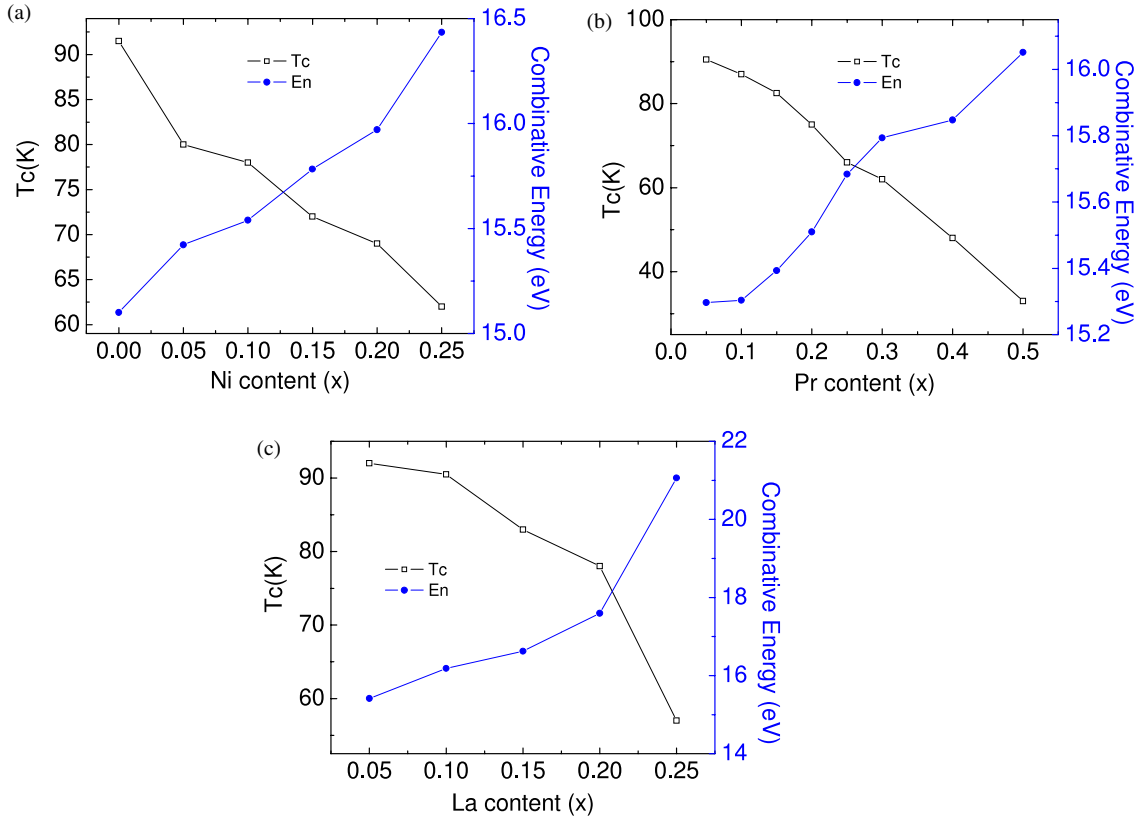 (a)
Tc(K)
90
85
80
75
70
65
60
Tc
En
16.5
16.0
15.5
15.0
Combinative Energy (eV)
0.00 0.05 0.10 0.15 0.20 0.25
Ni content (x)
(b)
Tc(K)
100
80
60
40
Tc
En
16.0
15.8
15.6
15.4
15.2
Combinative Energy (eV)
0.0 0.1 0.2 0.3 0.4 0.5
Pr content (x)
(c)
Tc(K)
90
80
70
60
Tc
En
22
20
18
16
14
Combinative Energy (eV)
0.05 0.10 0.15 0.20 0.25
La content (x)